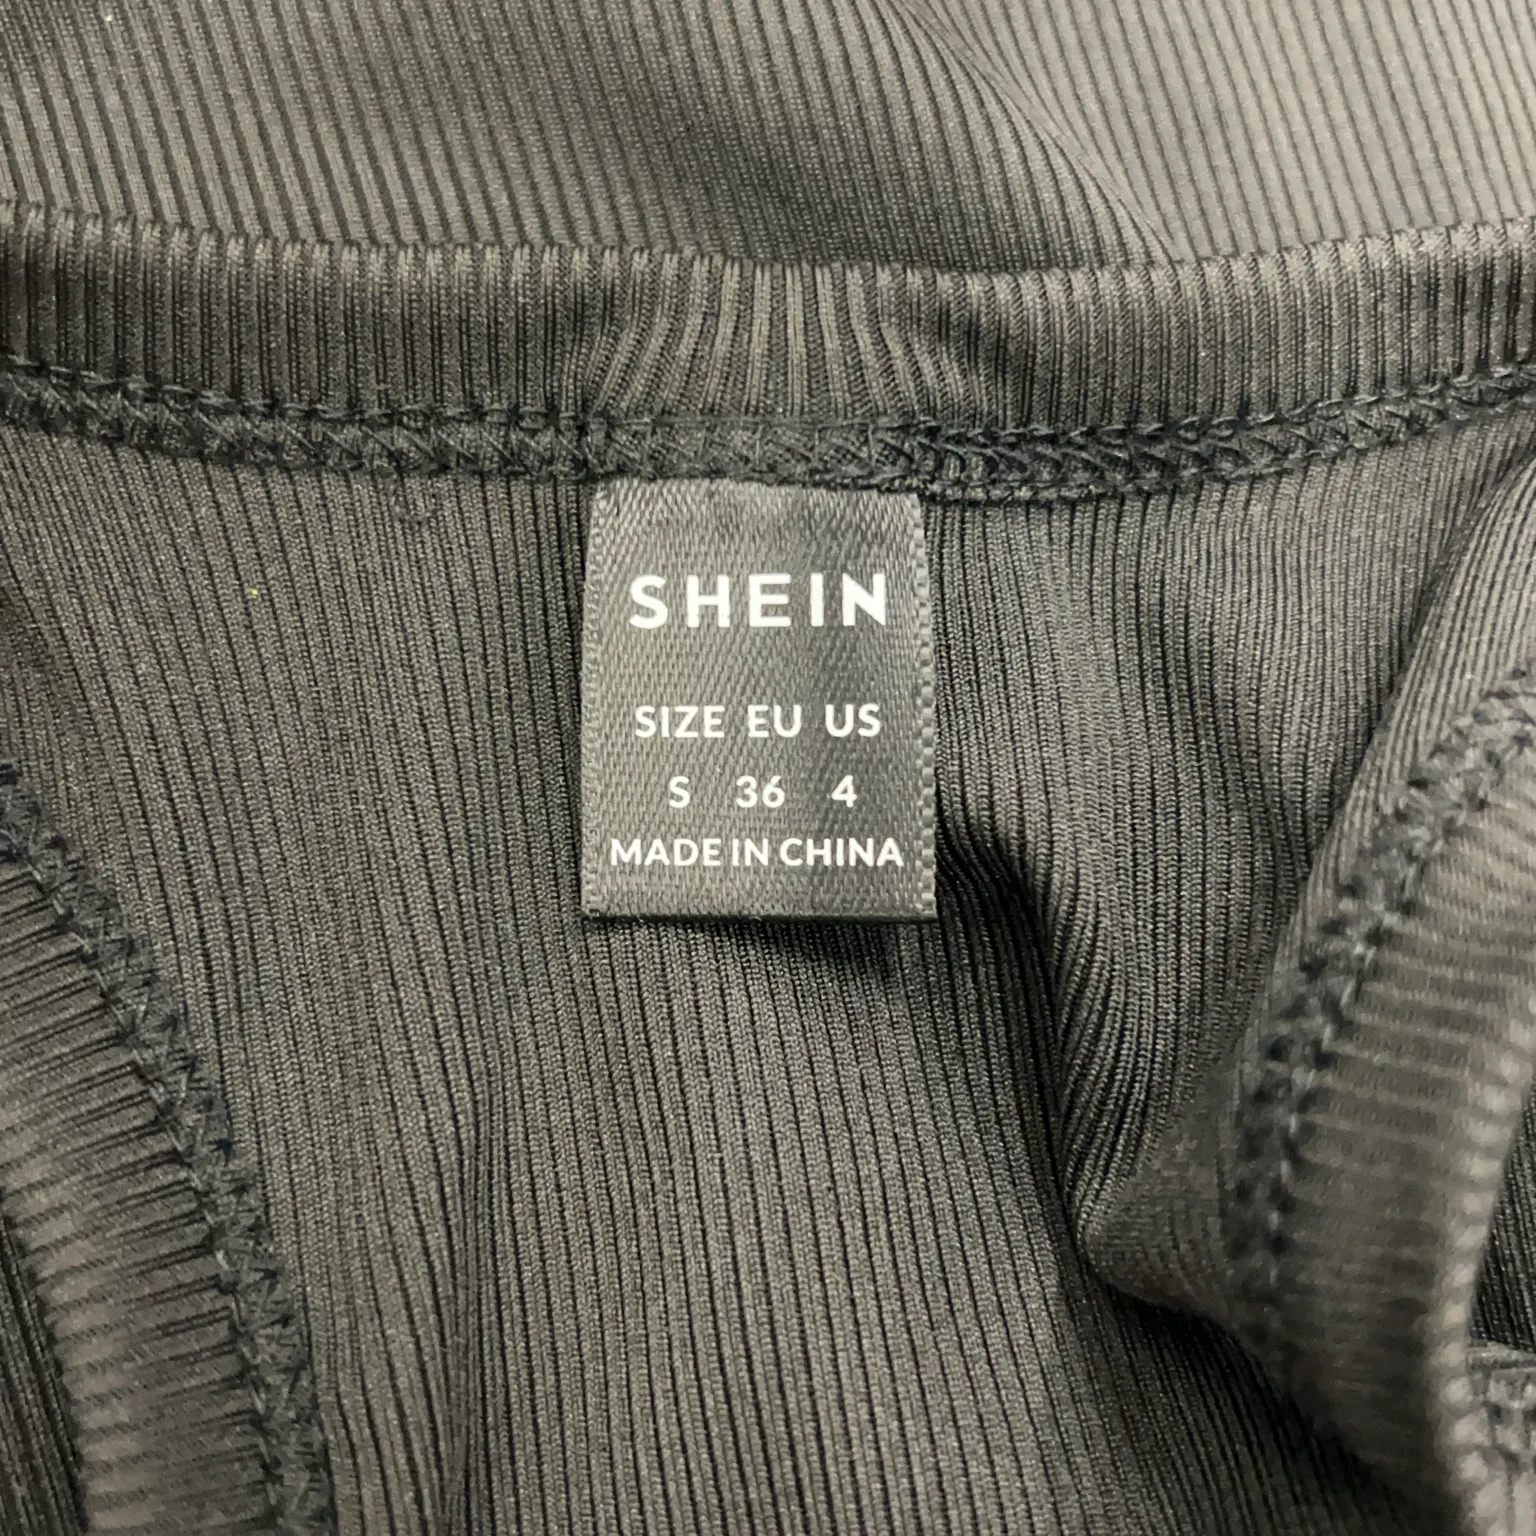 SHEIN
SIZE EU US
S 36 4
MADE IN CHINA